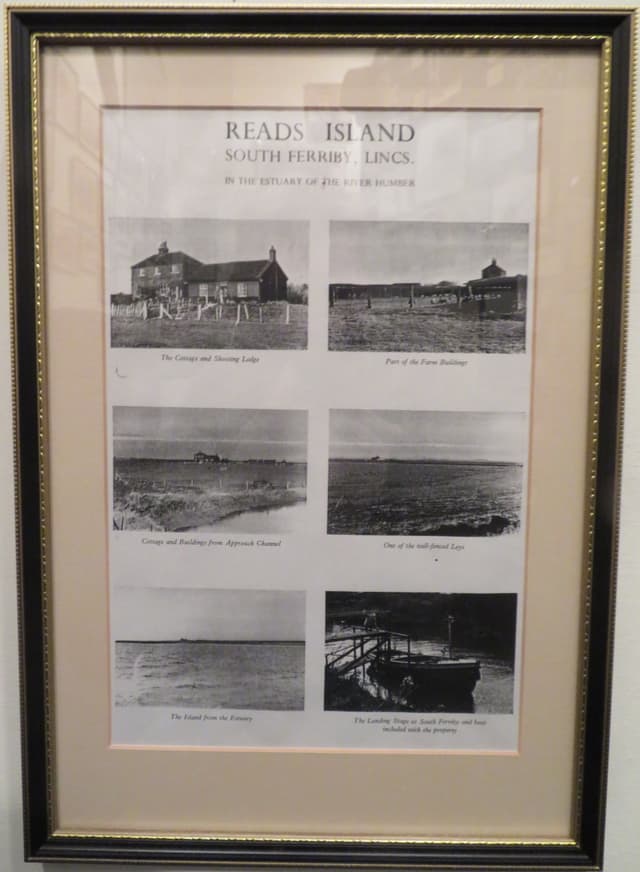 READS ISLAND
SOUTH FERRIBY, LINCS.
IN THE ESTUARY OF THE RIVER HUMBER
The Cottage and Shooting Lodge
Part of the Farm Buildings
Cottage and Buildings from Approach Channel
One of the well-fenced Leys
The Island from the Estuary
The Landing Stage at South Ferriby and boat
included with the property